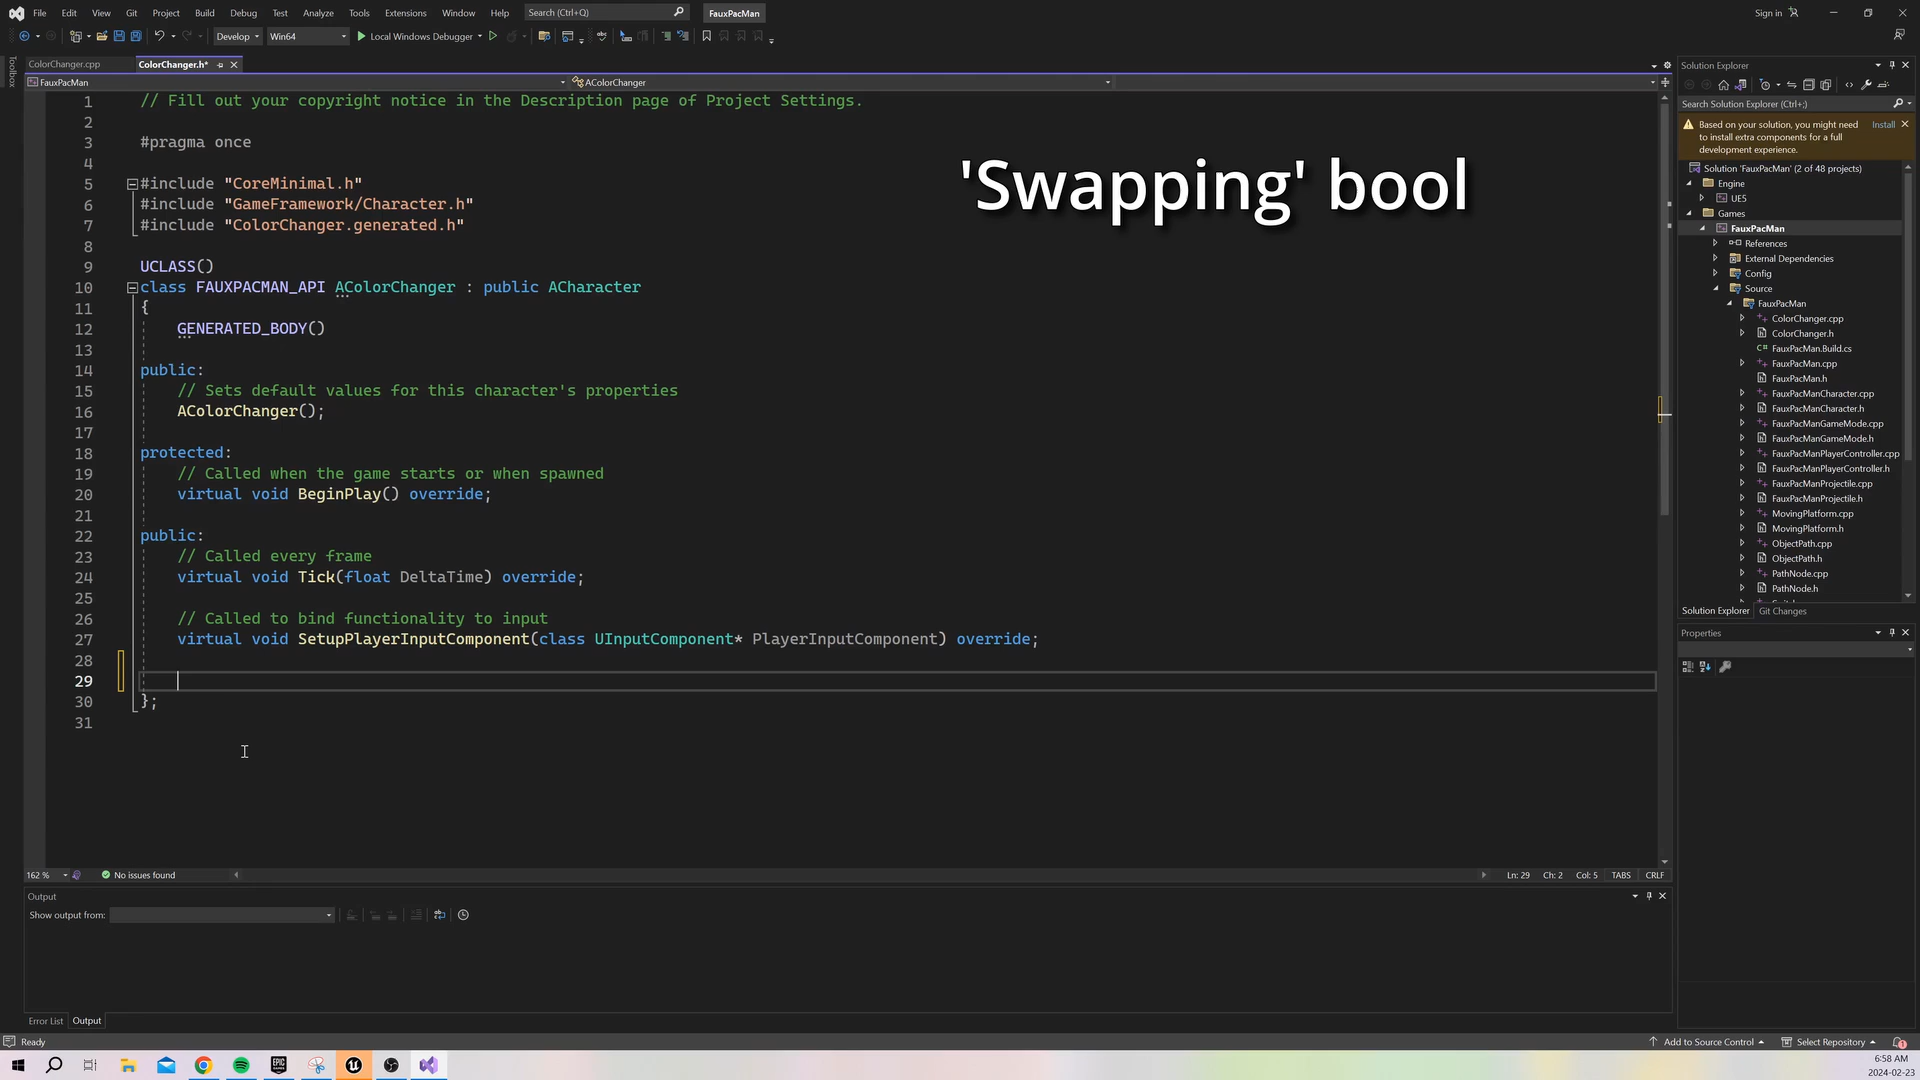 File Edit View Git Project Build Debug Test Analyze Tools Extensions Window Help Search (Ctrl+Q) FauxPacMan Sign in
Develop Win64 Local Windows Debugger
Toolbox
ColorChanger.cpp ColorChanger.h*
FauxPacMan AColorChanger
'Swapping' bool
1 // Fill out your copyright notice in the Description page of Project Settings.
2
3 #pragma once
4
5 #include "CoreMinimal.h"
6 #include "GameFramework/Character.h"
7 #include "ColorChanger.generated.h"
8
9 UCLASS()
10 class FAUXPACMAN_API AColorChanger : public ACharacter
11 {
12 GENERATED_BODY()
13
14 public:
15 // Sets default values for this character's properties
16 AColorChanger();
17
18 protected:
19 // Called when the game starts or when spawned
20 virtual void BeginPlay() override;
21
22 public:
23 // Called every frame
24 virtual void Tick(float DeltaTime) override;
25
26 // Called to bind functionality to input
27 virtual void SetupPlayerInputComponent(class UInputComponent* PlayerInputComponent) override;
28
29
30 };
31
162 % No issues found Ln: 29 Ch: 2 Col: 5 TABS CRLF
Output
Show output from:
Error List Output
Solution Explorer
Search Solution Explorer (Ctrl+;)
Based on your solution, you might need Install
to install extra components for a full
development experience.
Solution 'FauxPacMan' (2 of 48 projects)
Engine
UE5
Games
FauxPacMan
References
External Dependencies
Config
Source
FauxPacMan
ColorChanger.cpp
ColorChanger.h
C# FauxPacMan.Build.cs
FauxPacMan.cpp
FauxPacMan.h
FauxPacManCharacter.cpp
FauxPacManCharacter.h
FauxPacManGameMode.cpp
FauxPacManGameMode.h
FauxPacManPlayerController.cpp
FauxPacManPlayerController.h
FauxPacManProjectile.cpp
FauxPacManProjectile.h
MovingPlatform.cpp
MovingPlatform.h
ObjectPath.cpp
ObjectPath.h
PathNode.cpp
PathNode.h
Solution Explorer Git Changes
Properties
Ready Add to Source Control Select Repository
EPIC GAMES
6:58 AM
2024-02-23